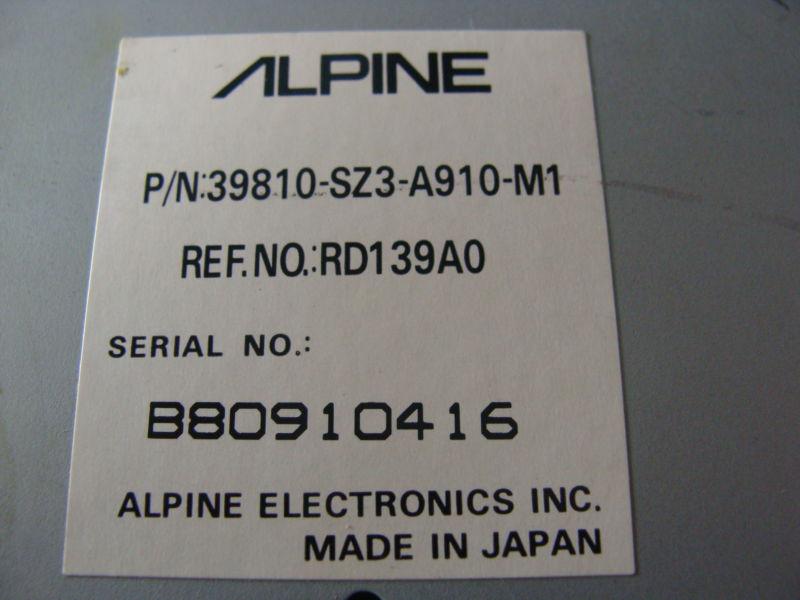 ALPINE
P/N:39810-SZ3-A910-M1
REF.NO.:RD139A0
SERIAL NO.:
B80910416
ALPINE ELECTRONICS INC.
MADE IN JAPAN